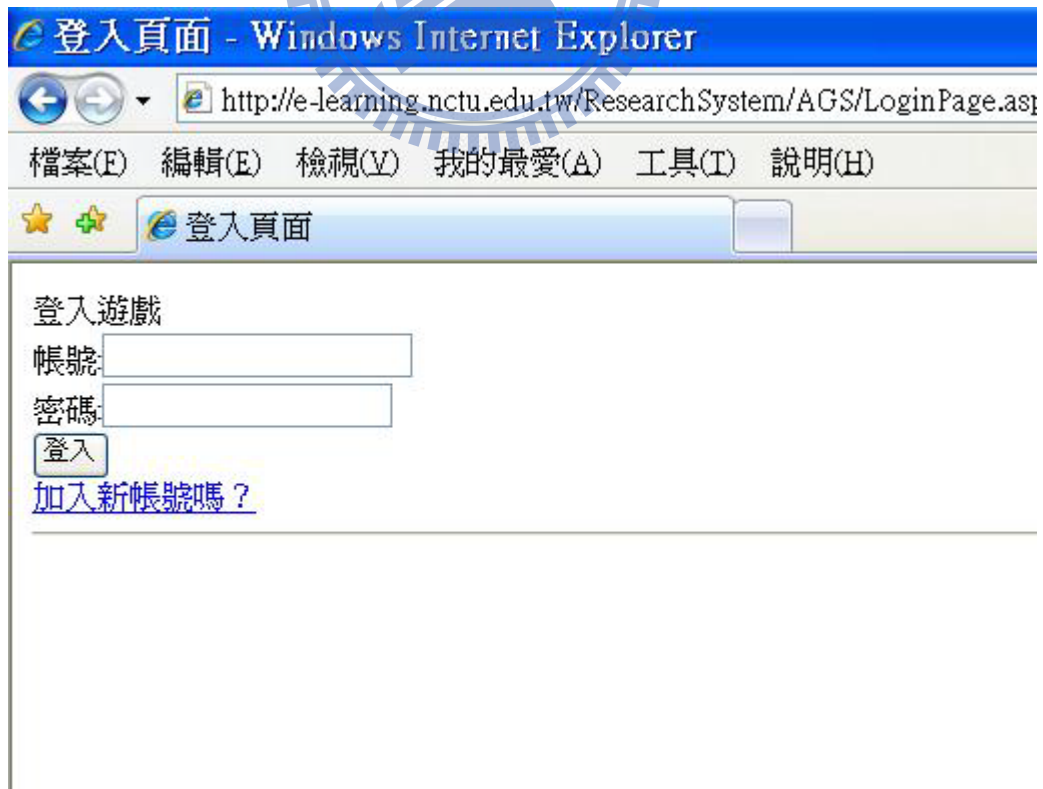 登入頁面 - Windows Internet Explorer
http://e-learning.nctu.edu.tw/ResearchSystem/AGS/LoginPage.asp
檔案(F) 編輯(E) 檢視(V) 我的最愛(A) 工具(T) 說明(H)
登入頁面
登入遊戲
帳號:
密碼:
登入
加入新帳號嗎？